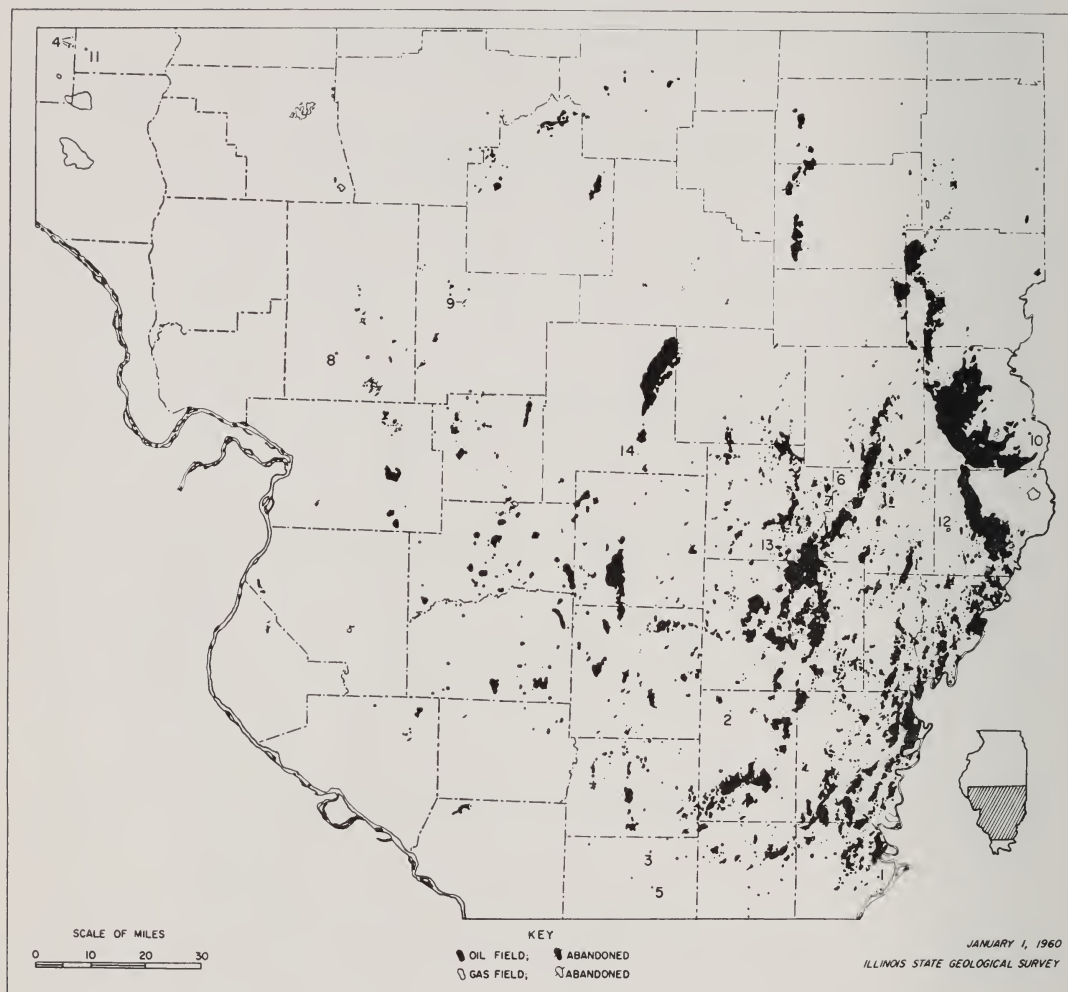 4
11
9
8
14
10
6
7
12
13
2
1
3
5
SCALE OF MILES
0 10 20 30
KEY
OIL FIELD; ABANDONED
GAS FIELD; ABANDONED
JANUARY 1, 1960
ILLINOIS STATE GEOLOGICAL SURVEY